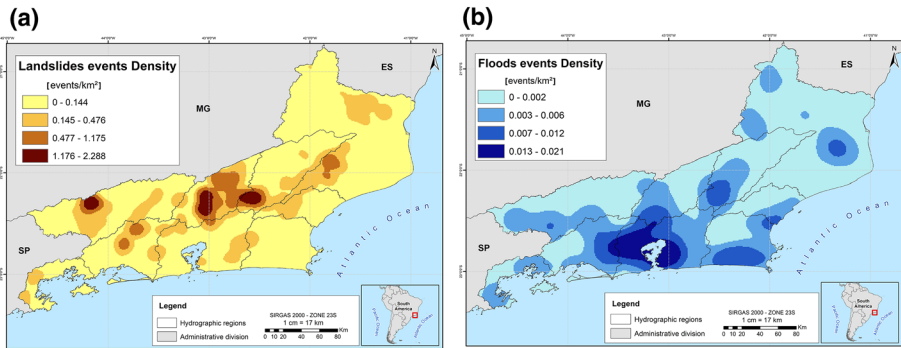 (a)
Landslides events Density
[events/km²]
0 - 0.144
0.145 - 0.476
0.477 - 1.175
1.176 - 2.288
MG
ES
SP
N
Atlantic Ocean
Legend
Hydrographic regions
Administrative division
SIRGAS 2000 - ZONE 23S
1 cm = 17 km
0 10 20 40 60 80 Km
South America
(b)
Floods events Density
[events/km²]
0 - 0.002
0.003 - 0.006
0.007 - 0.012
0.013 - 0.021
MG
ES
SP
N
Atlantic Ocean
Legend
Hydrographic regions
Administrative division
SIRGAS 2000 - ZONE 23S
1 cm = 17 km
0 10 20 40 60 80 Km
South America